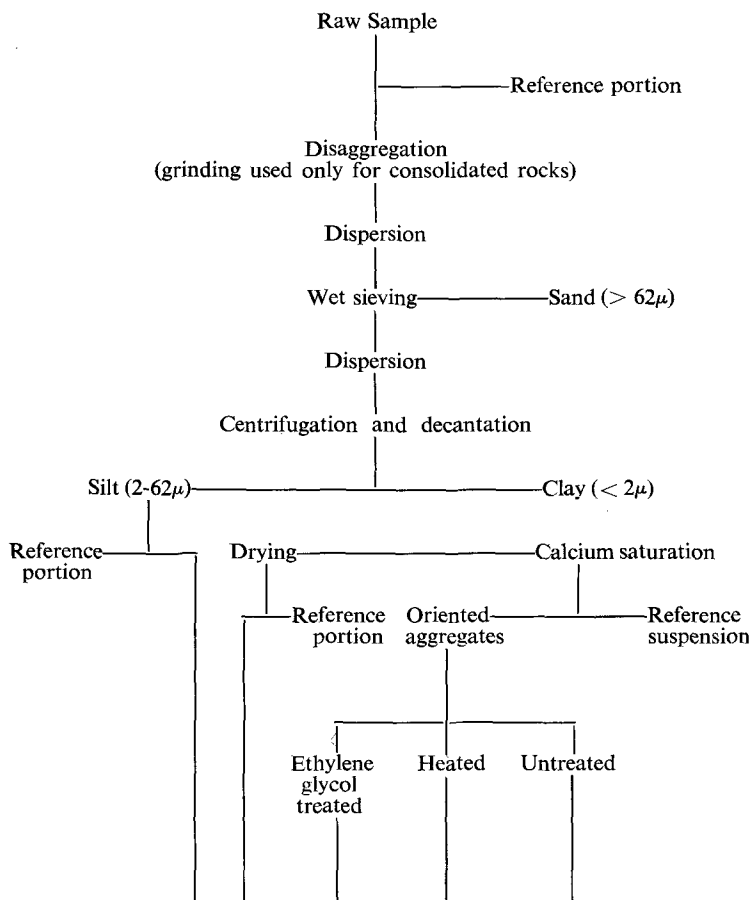 Raw Sample
Reference portion
Disaggregation
(grinding used only for consolidated rocks)
Dispersion
Wet sieving
Sand (> 62μ)
Dispersion
Centrifugation and decantation
Silt (2-62μ)
Clay (< 2μ)
Reference
portion
Drying
Calcium saturation
Reference
portion
Oriented
aggregates
Reference
suspension
Ethylene
glycol
treated
Heated
Untreated